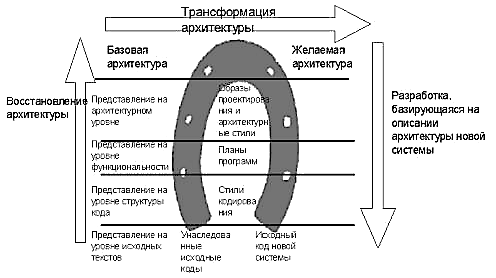 Трансформация
архитектуры
Базовая
архитектура
Желаемая
архитектура
Восстановление
архитектуры
Разработка,
базирующаяся на
описании
архитектуры новой
системы
Представление на
архитектурном
уровне
Образы
проектирова
ния и
архитектурн
ые стили
Представление на
уровне
функциональности
Планы
программ
Представление на
уровне структуры
кода
Стили
кодирова
ния
Представление на
уровне исходных
текстов
Унаследова
нные
исходные
коды
Исходный
код новой
системы